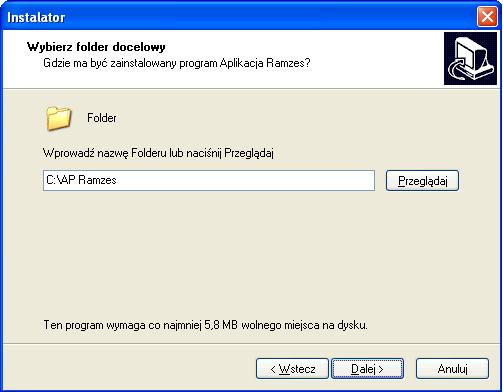 Instalator
Wybierz folder docelowy
Gdzie ma być zainstalowany program Aplikacja Ramzes?
Folder
Wprowadź nazwę Folderu lub naciśnij Przeglądaj
C:\AP Ramzes
Przeglądaj
Ten program wymaga co najmniej 5,8 MB wolnego miejsca na dysku.
< Wstecz Dalej > Anuluj